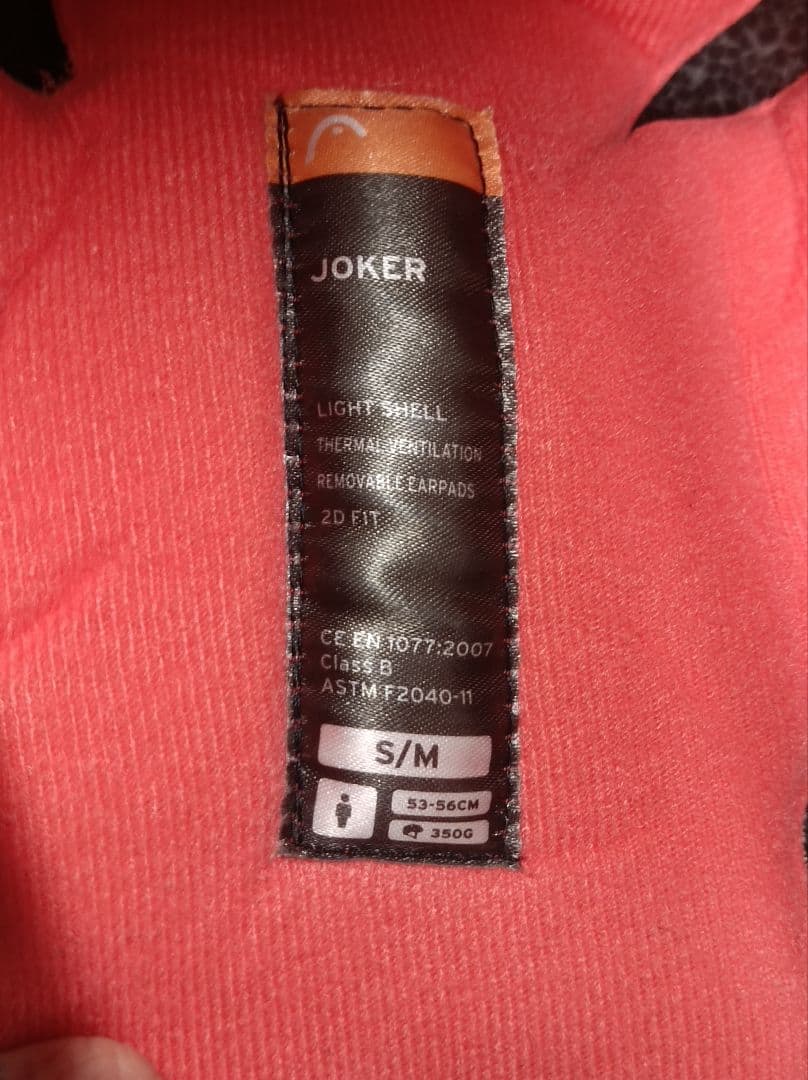 JOKER
LIGHT SHELL
THERMAL VENTILATION
REMOVABLE EARPADS
2D FIT
CE EN 1077:2007
Class B
ASTM F2040-11
S/M
53-56CM
350G